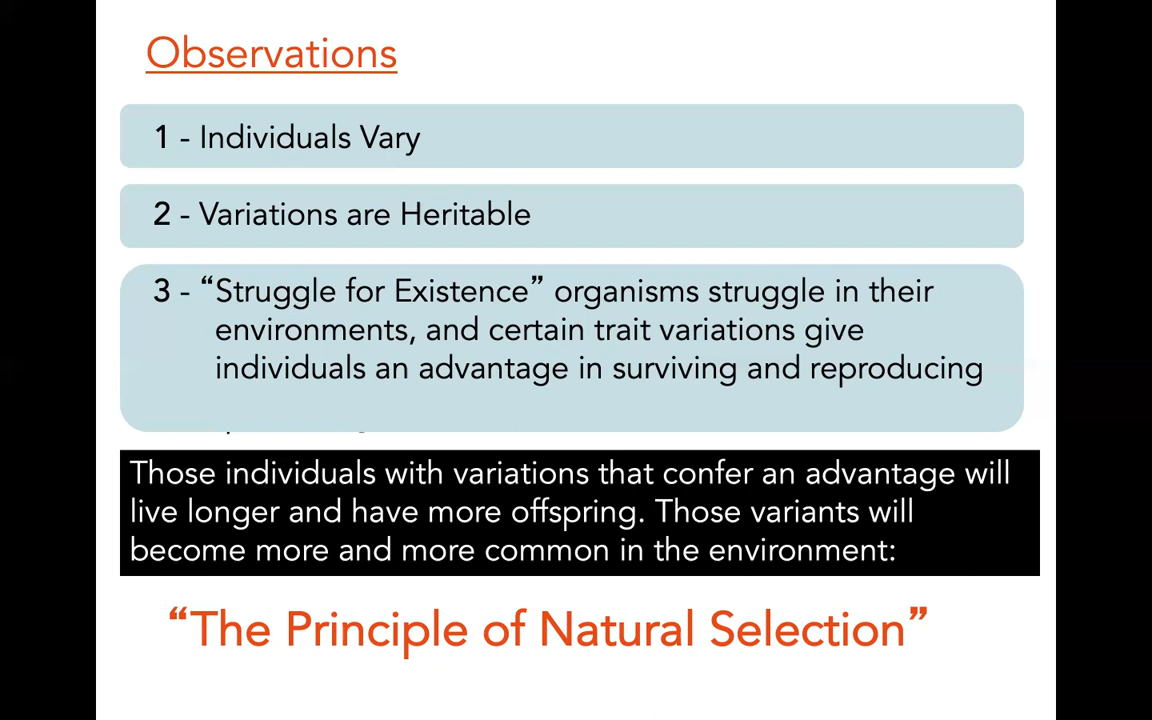 Observations
1 - Individuals Vary
2 - Variations are Heritable
3 - “Struggle for Existence” organisms struggle in their
environments, and certain trait variations give
individuals an advantage in surviving and reproducing
Those individuals with variations that confer an advantage will
live longer and have more offspring. Those variants will
become more and more common in the environment:
“The Principle of Natural Selection”